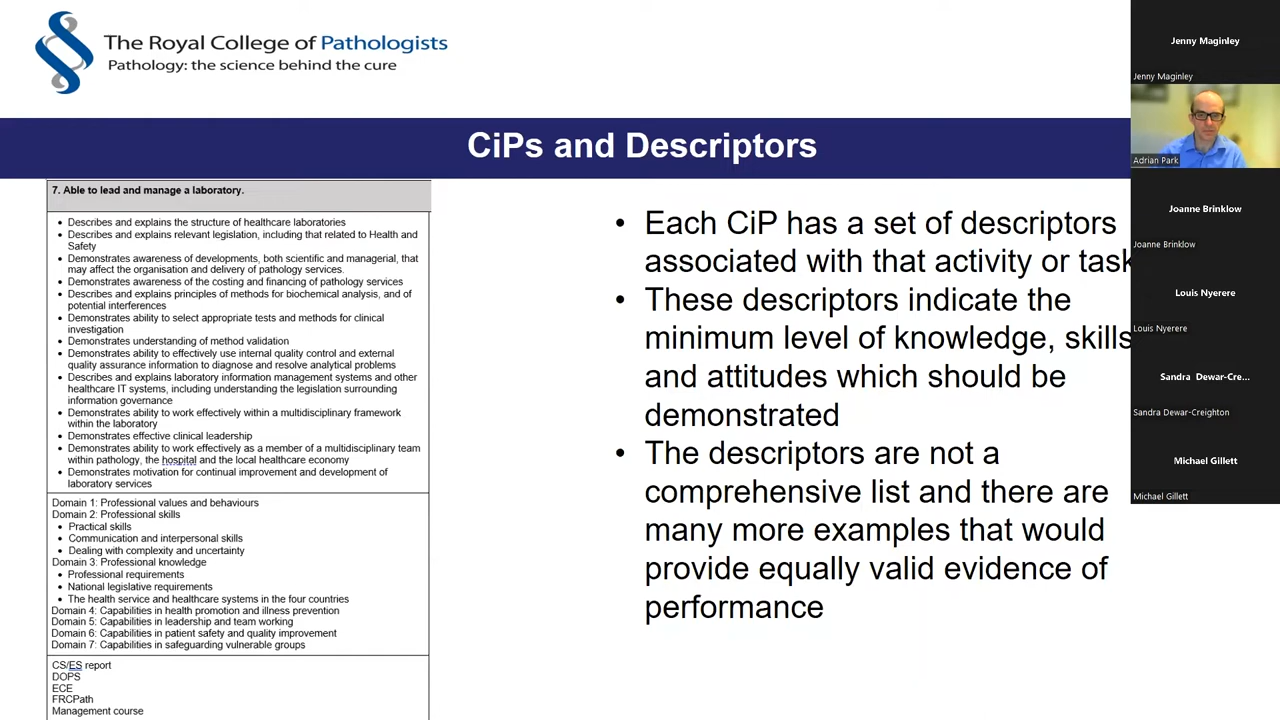 The Royal College of Pathologists
Pathology: the science behind the cure
CiPs and Descriptors
7. Able to lead and manage a laboratory.
• Describes and explains the structure of healthcare laboratories
• Describes and explains relevant legislation, including that related to Health and
Safety
• Demonstrates awareness of developments, both scientific and managerial, that
may affect the organisation and delivery of pathology services.
• Demonstrates awareness of the costing and financing of pathology services
• Describes and explains principles of methods for biochemical analysis, and of
potential interferences
• Demonstrates ability to select appropriate tests and methods for clinical
investigation
• Demonstrates understanding of method validation
• Demonstrates ability to effectively use internal quality control and external
quality assurance information to diagnose and resolve analytical problems
• Describes and explains laboratory information management systems and other
healthcare IT systems, including understanding the legislation surrounding
information governance
• Demonstrates ability to work effectively within a multidisciplinary framework
within the laboratory
• Demonstrates effective clinical leadership
• Demonstrates ability to work effectively as a member of a multidisciplinary team
within pathology, the hospital and the local healthcare economy
• Demonstrates motivation for continual improvement and development of
laboratory services
Domain 1: Professional values and behaviours
Domain 2: Professional skills
• Practical skills
• Communication and interpersonal skills
• Dealing with complexity and uncertainty
Domain 3: Professional knowledge
• Professional requirements
• National legislative requirements
• The health service and healthcare systems in the four countries
Domain 4: Capabilities in health promotion and illness prevention
Domain 5: Capabilities in leadership and team working
Domain 6: Capabilities in patient safety and quality improvement
Domain 7: Capabilities in safeguarding vulnerable groups
CS/ES report
DOPS
ECE
FRCPath
Management course
• Each CiP has a set of descriptors
associated with that activity or task
• These descriptors indicate the
minimum level of knowledge, skills
and attitudes which should be
demonstrated
• The descriptors are not a
comprehensive list and there are
many more examples that would
provide equally valid evidence of
performance
Jenny Maginley
Jenny Maginley
Adrian Park
Joanne Brinklow
Joanne Brinklow
Louis Nyerere
Louis Nyerere
Sandra Dewar-Cre...
Sandra Dewar-Creighton
Michael Gillett
Michael Gillett